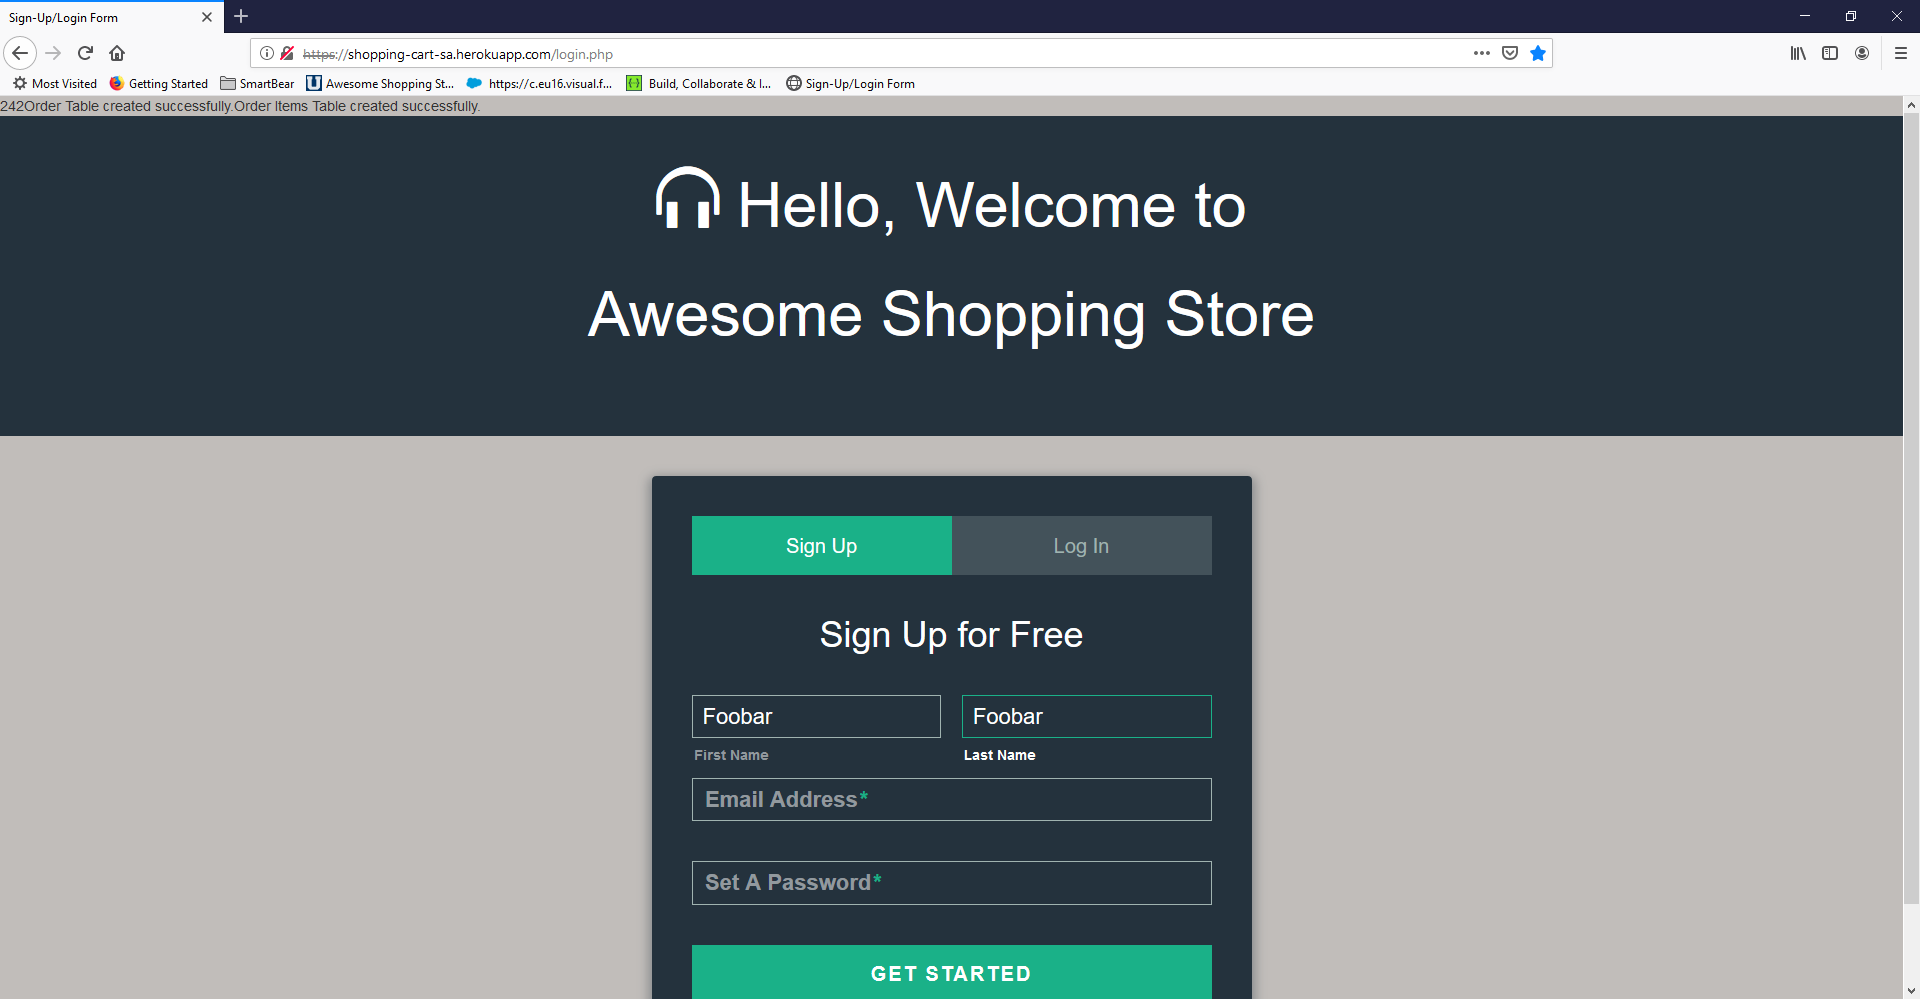 Sign-Up/Login Form
https://shopping-cart-sa.herokuapp.com/login.php
Most Visited Getting Started SmartBear Awesome Shopping St... https://c.eu16.visual.f... Build, Collaborate & I... Sign-Up/Login Form
242Order Table created successfully.Order Items Table created successfully.
Hello, Welcome to
Awesome Shopping Store
Sign Up Log In
Sign Up for Free
Foobar Foobar
First Name Last Name
Email Address*
Set A Password*
GET STARTED